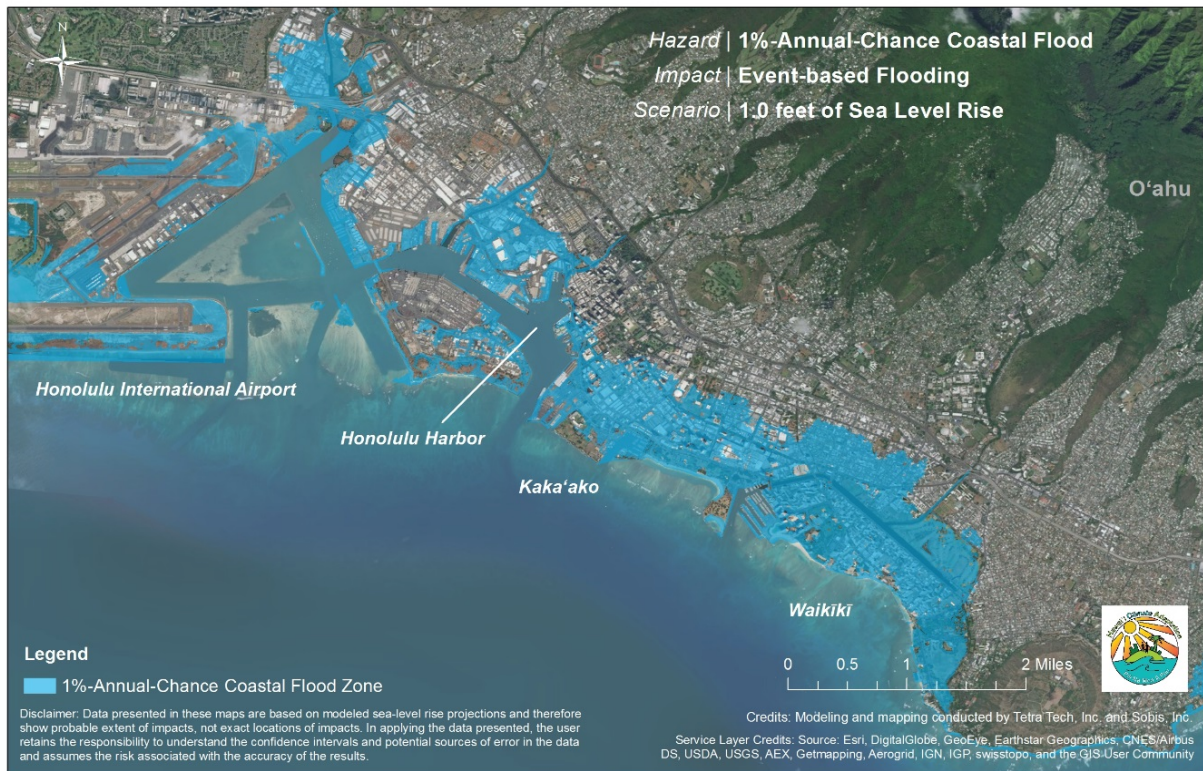 N
Hazard | 1%-Annual-Chance Coastal Flood
Impact | Event-based Flooding
Scenario | 1.0 feet of Sea Level Rise
Oʻahu
Honolulu International Airport
Honolulu Harbor
Kakaʻako
Waikīkī
Legend
1%-Annual-Chance Coastal Flood Zone
0 0.5 1 2 Miles
Disclaimer: Data presented in these maps are based on modeled sea-level rise projections and therefore
show probable extent of impacts, not exact locations of impacts. In applying the data presented, the user
retains the responsibility to understand the confidence intervals and potential sources of error in the data
and assumes the risk associated with the accuracy of the results.
Credits: Modeling and mapping conducted by Tetra Tech, Inc. and Sobis, Inc.
Service Layer Credits: Source: Esri, DigitalGlobe, GeoEye, Earthstar Geographics, CNES/Airbus
DS, USDA, USGS, AEX, Getmapping, Aerogrid, IGN, IGP, swisstopo, and the GIS User Community